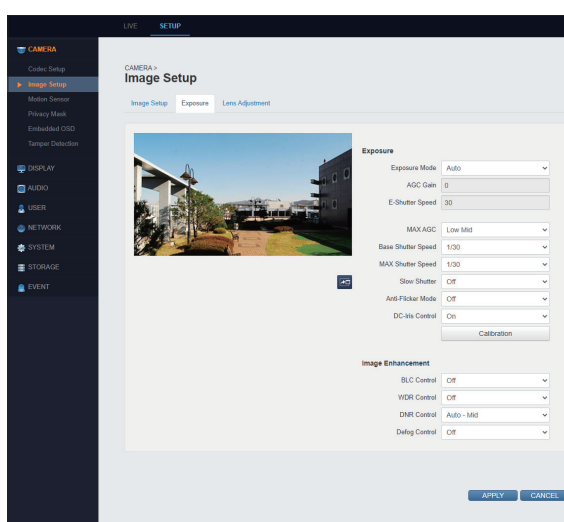 LIVE SETUP
CAMERA
Codec Setup
Image Setup
Motion Sensor
Privacy Mask
Embedded OSD
Tamper Detection
DISPLAY
AUDIO
USER
NETWORK
SYSTEM
STORAGE
EVENT
CAMERA >
Image Setup
Image Setup Exposure Lens Adjustment
Exposure
Exposure Mode Auto
AGC Gain 0
E-Shutter Speed 30
MAX AGC Low Mid
Base Shutter Speed 1/30
MAX Shutter Speed 1/30
Slow Shutter Off
Anti-Flicker Mode Off
DC-Iris Control On
Calibration
Image Enhancement
BLC Control Off
WDR Control Off
DNR Control Auto - Mid
Defog Control Off
APPLY CANCEL